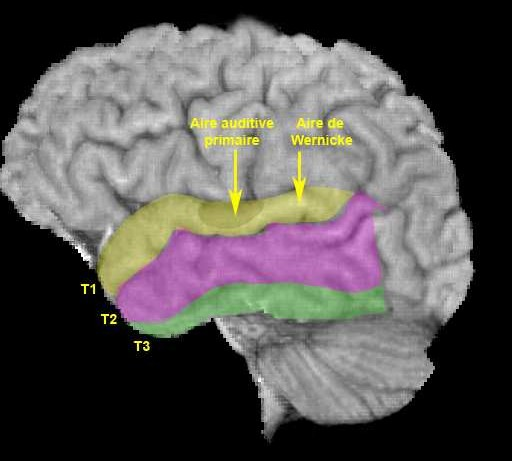 Aire auditive
primaire
Aire de
Wernicke
T1
T2
T3